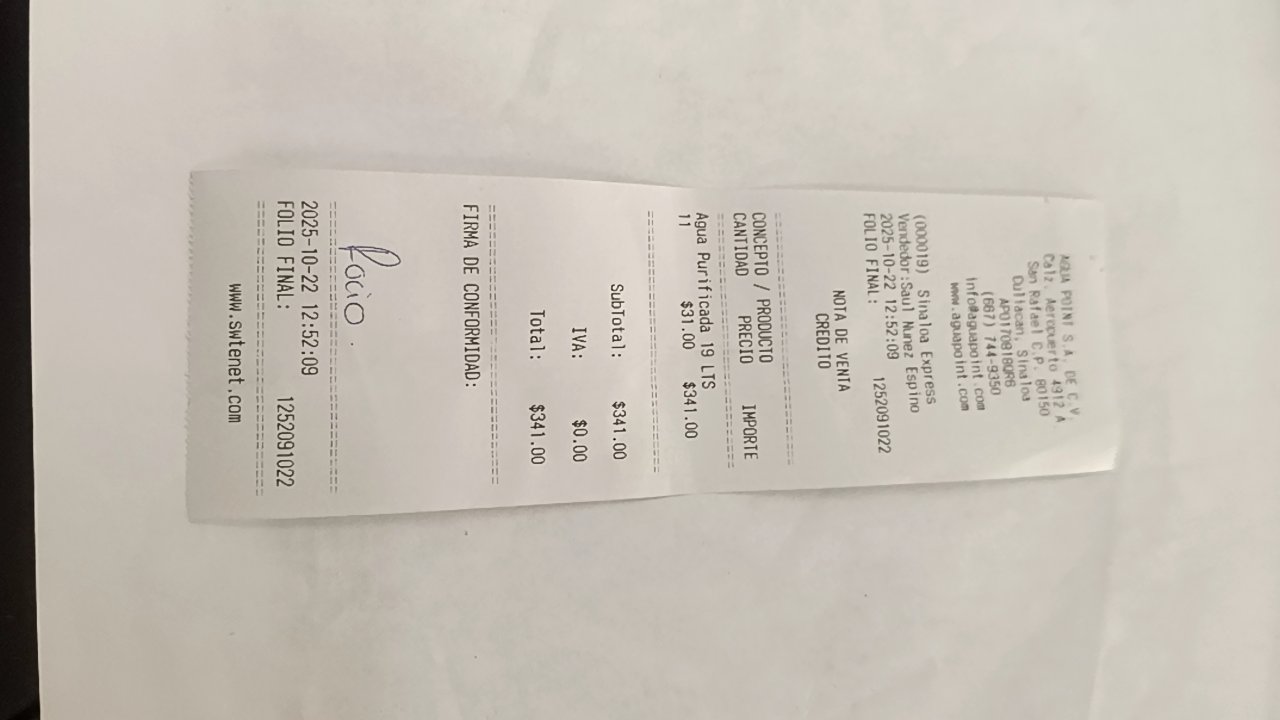 AGUA POINT S.A. DE C.V.
Calz. Aeropuerto 4912 A
San Rafael C.P. 80150
Culiacan, Sinaloa
APO170818QR6
(667) 744-9350
info@aguapoint.com
www.aguapoint.com
(000019) Sinaloa Express
Vendedor:Saul Nunez Espino
2025-10-22 12:52:09
FOLIO FINAL: 1252091022
NOTA DE VENTA
CREDITO
CONCEPTO / PRODUCTO
CANTIDAD PRECIO IMPORTE
Agua Purificada 19 LTS
11 $31.00 $341.00
SubTotal: $341.00
IVA: $0.00
Total: $341.00
FIRMA DE CONFORMIDAD:
Rocio.
2025-10-22 12:52:09
FOLIO FINAL: 1252091022
www.swtenet.com